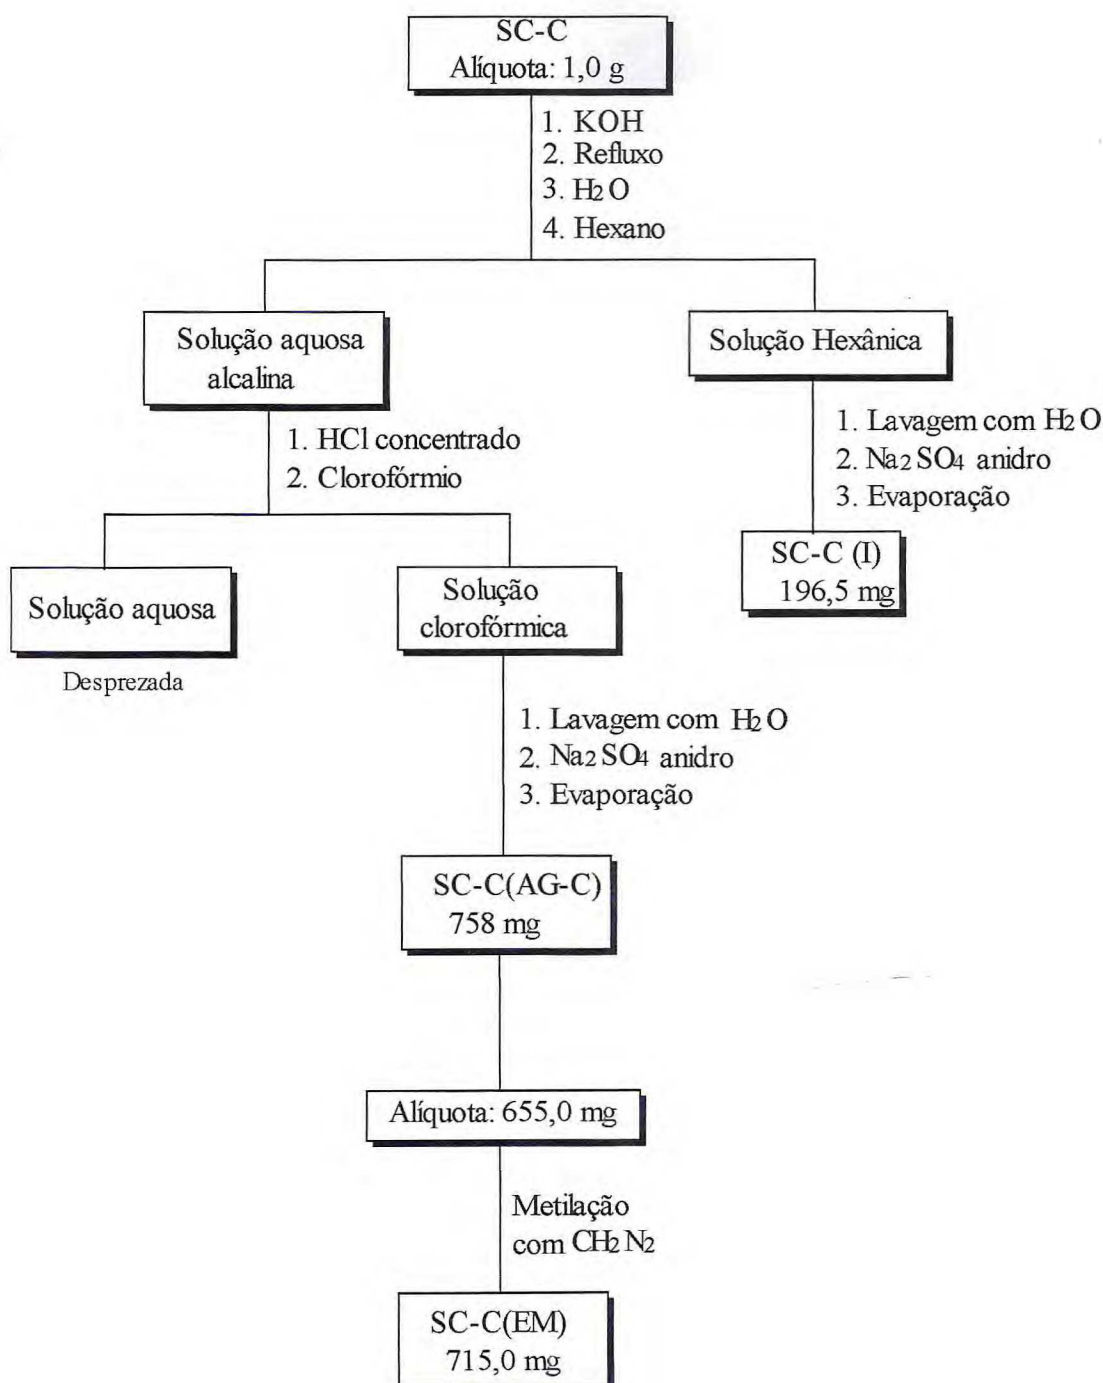 SC-C
Alíquota: 1,0 g
1. KOH
2. Refluxo
3. H2O
4. Hexano
Solução aquosa
alcalina
Solução Hexânica
1. HCl concentrado
2. Clorofórmio
1. Lavagem com H2O
2. Na2SO4 anidro
3. Evaporação
Solução aquosa
Desprezada
Solução
clorofórmica
SC-C (I)
196,5 mg
1. Lavagem com H2O
2. Na2SO4 anidro
3. Evaporação
SC-C(AG-C)
758 mg
Alíquota: 655,0 mg
Metilação
com CH2N2
SC-C(EM)
715,0 mg